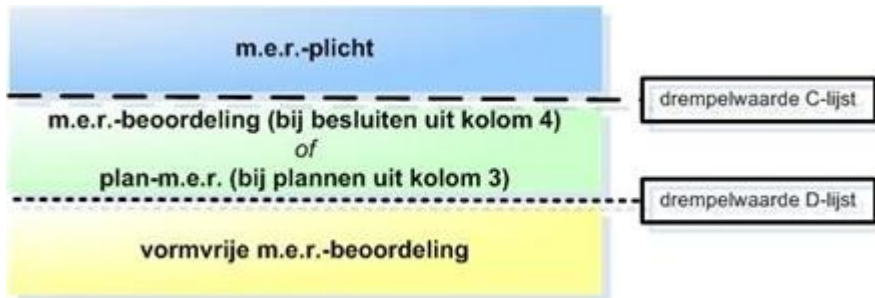 m.e.r.-plicht
drempelwaarde C-lijst
m.e.r.-beoordeling (bij besluiten uit kolom 4)
of
plan-m.e.r. (bij plannen uit kolom 3)
drempelwaarde D-lijst
vormvrije m.e.r.-beoordeling